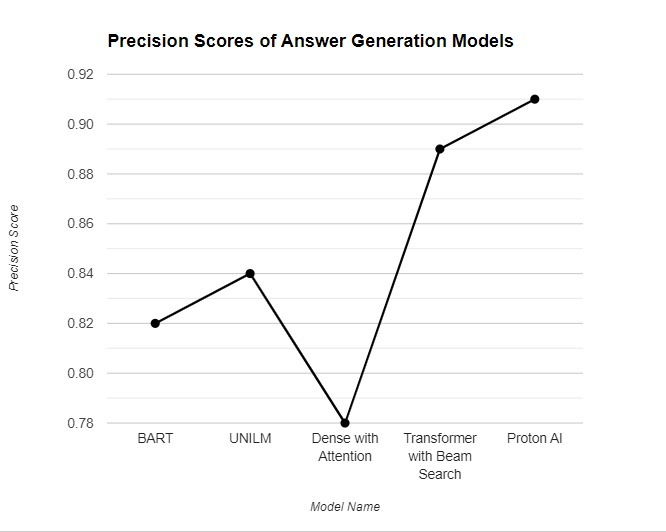 Precision Scores of Answer Generation Models
0.92
0.90
0.88
0.86
0.84
0.82
0.80
0.78
Precision Score
BART
UNILM
Dense with
Attention
Transformer
with Beam
Search
Proton AI
Model Name